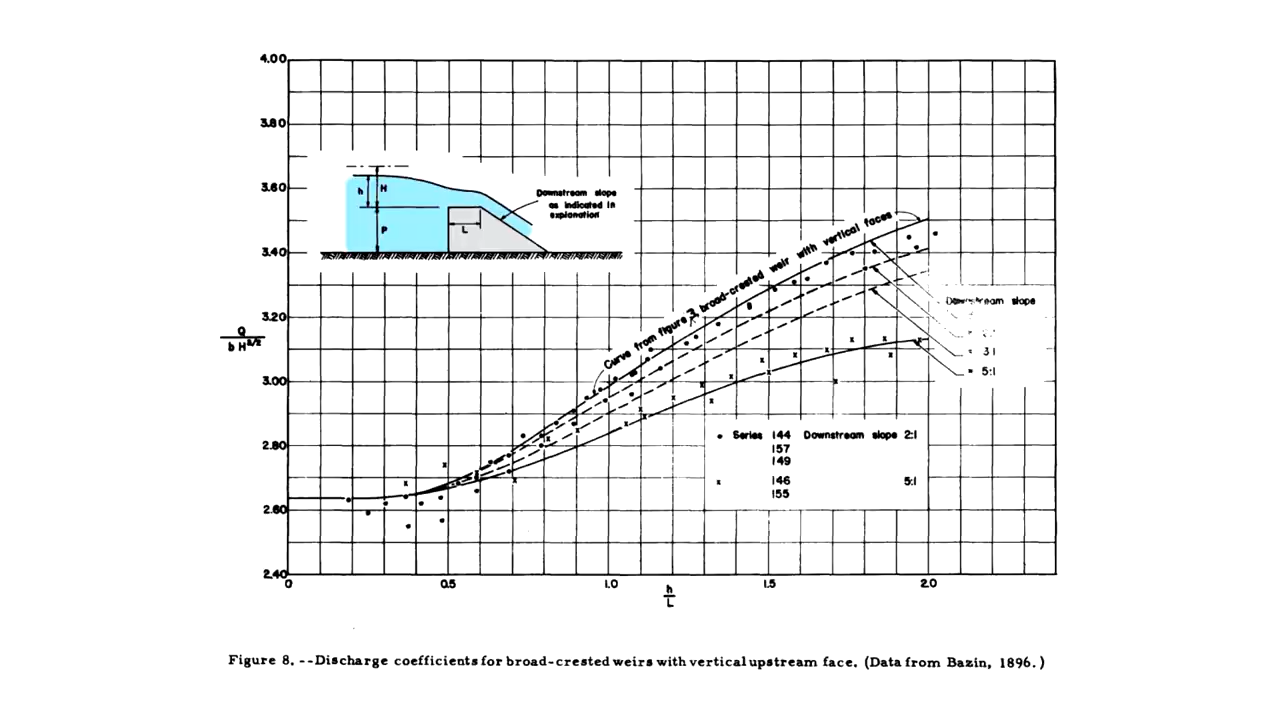 4.00
3.80
3.60
3.40
3.20
3.00
2.80
2.60
2.40
Q
b H3/2
0
0.5
1.0
1.5
2.0
h
L
h
H
P
L
Downstream slope
as indicated in
explanation
Curve from figure 3, broad-crested weir with vertical faces
Downstream slope
3:1
x 5:1
• Series 144 Downstream slope 2:1
157
149
x 146 5:1
155
Figure 8. --Discharge coefficients for broad-crested weirs with vertical upstream face. (Data from Bazin, 1896.)